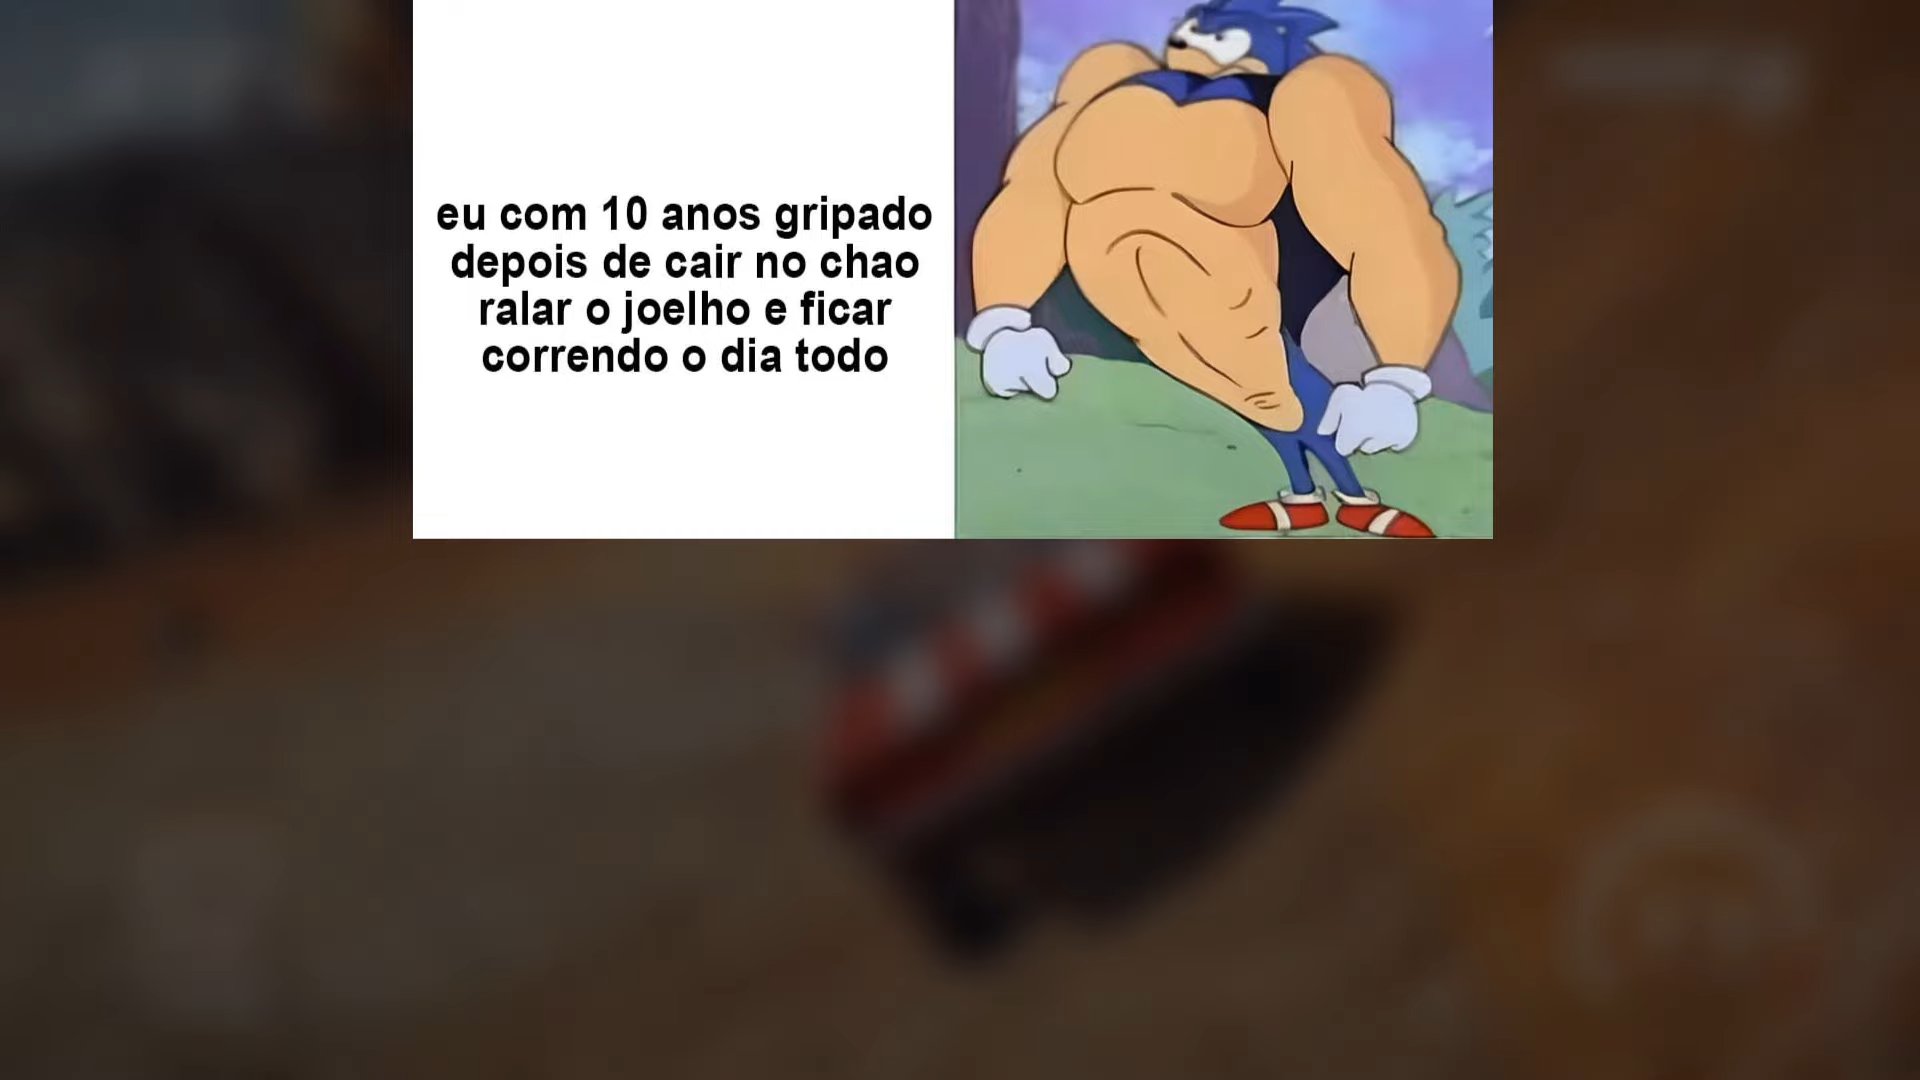 eu com 10 anos gripado
depois de cair no chao
ralar o joelho e ficar
correndo o dia todo